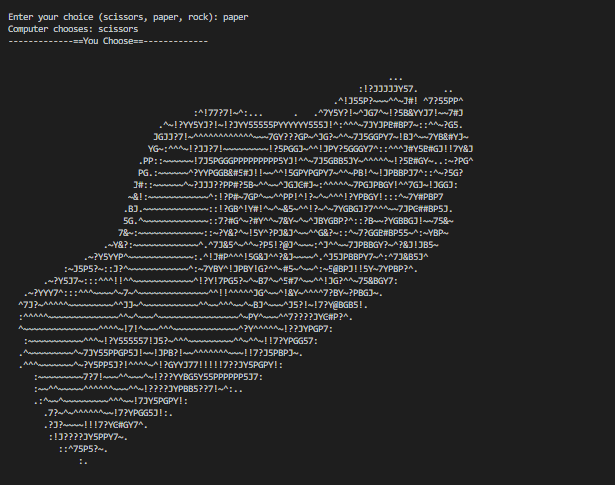 Enter your choice (scissors, paper, rock): paper
Computer chooses: scissors
-------------==You Choose==-------------